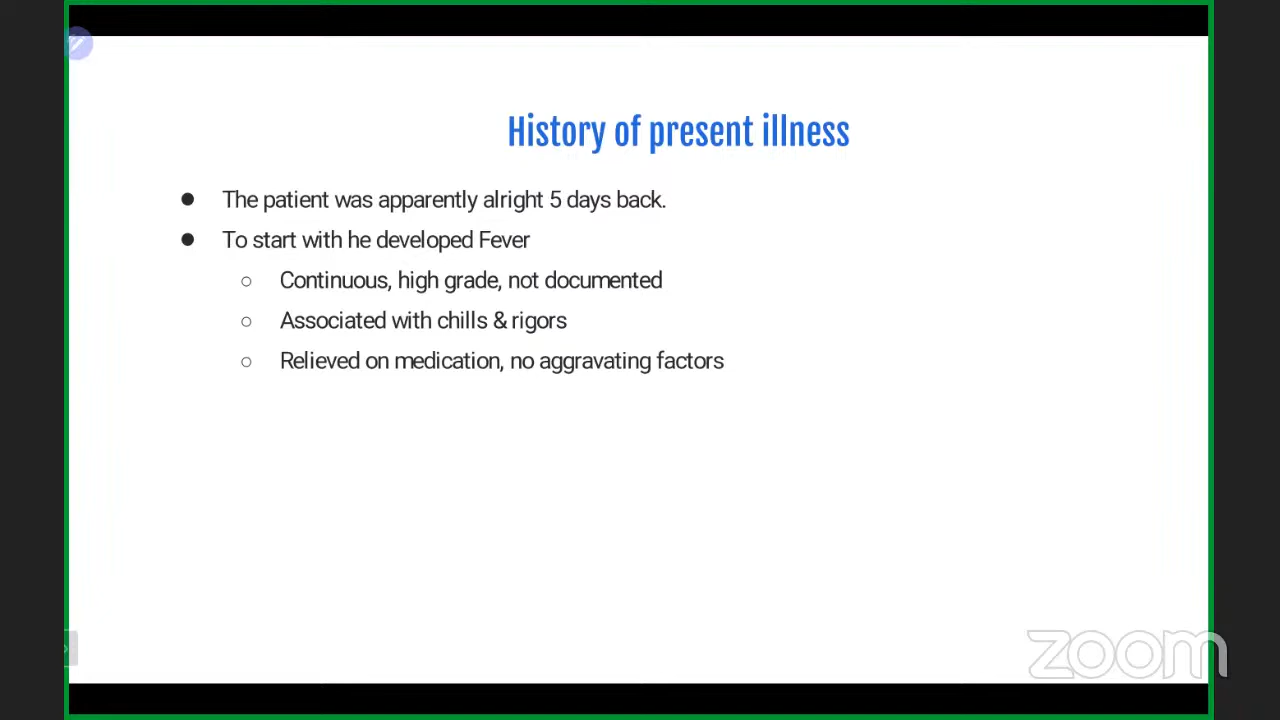 History of present illness
● The patient was apparently alright 5 days back.
● To start with he developed Fever
○ Continuous, high grade, not documented
○ Associated with chills & rigors
○ Relieved on medication, no aggravating factors
zoom